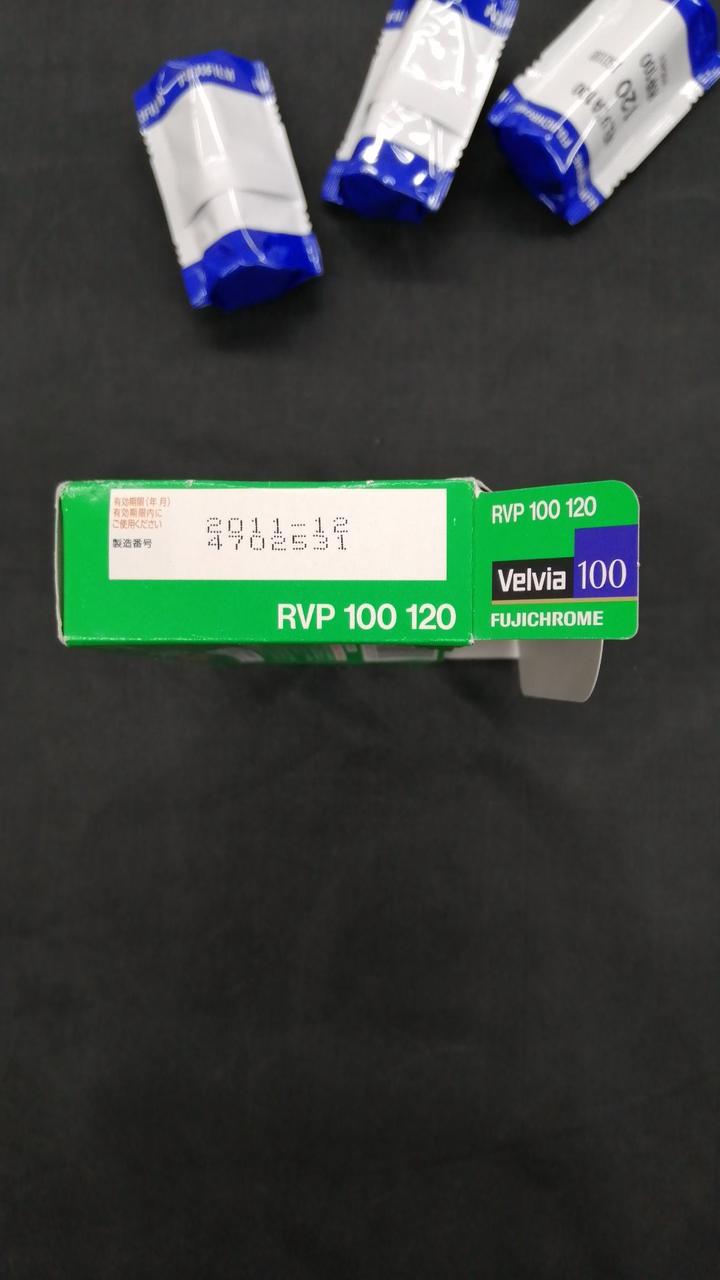 120
有効期限(年月)
有効期限内に
ご使用ください
製造番号
2011-12
4702531
RVP 100 120
RVP 100 120
Velvia 100
FUJICHROME